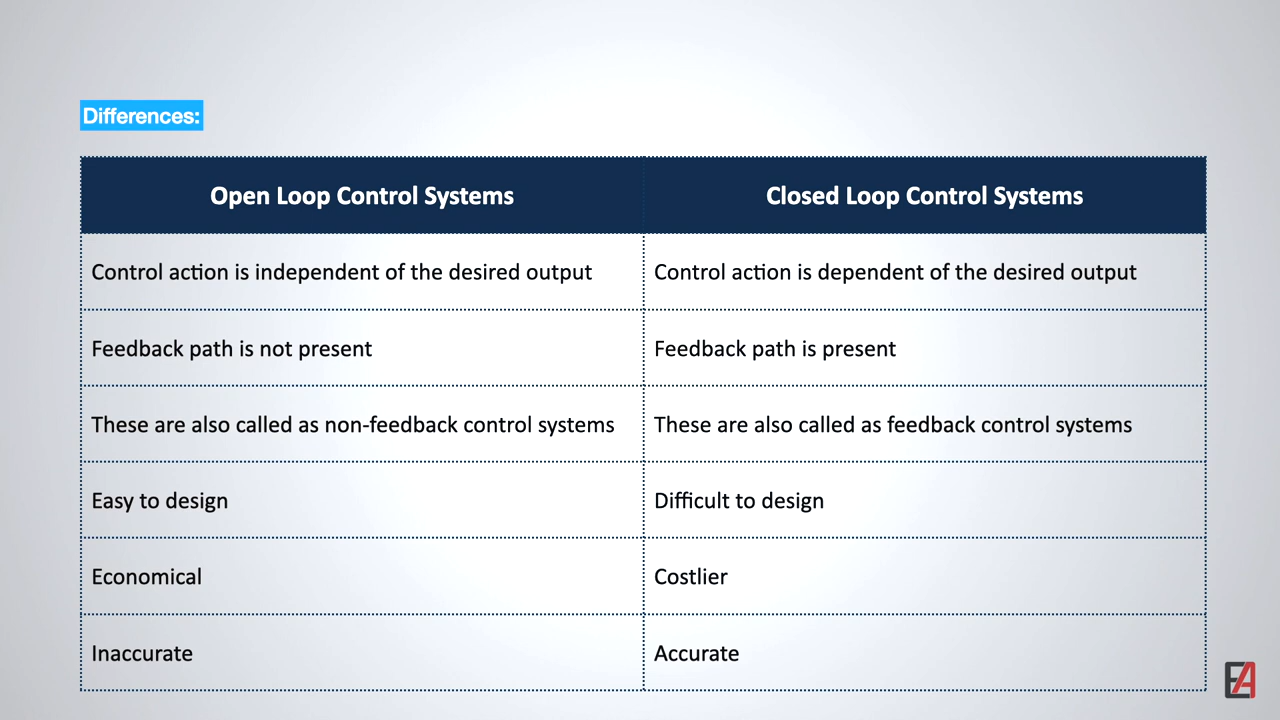 Differences:
Open Loop Control Systems
Closed Loop Control Systems
Control action is independent of the desired output
Control action is dependent of the desired output
Feedback path is not present
Feedback path is present
These are also called as non-feedback control systems
These are also called as feedback control systems
Easy to design
Difficult to design
Economical
Costlier
Inaccurate
Accurate
EA